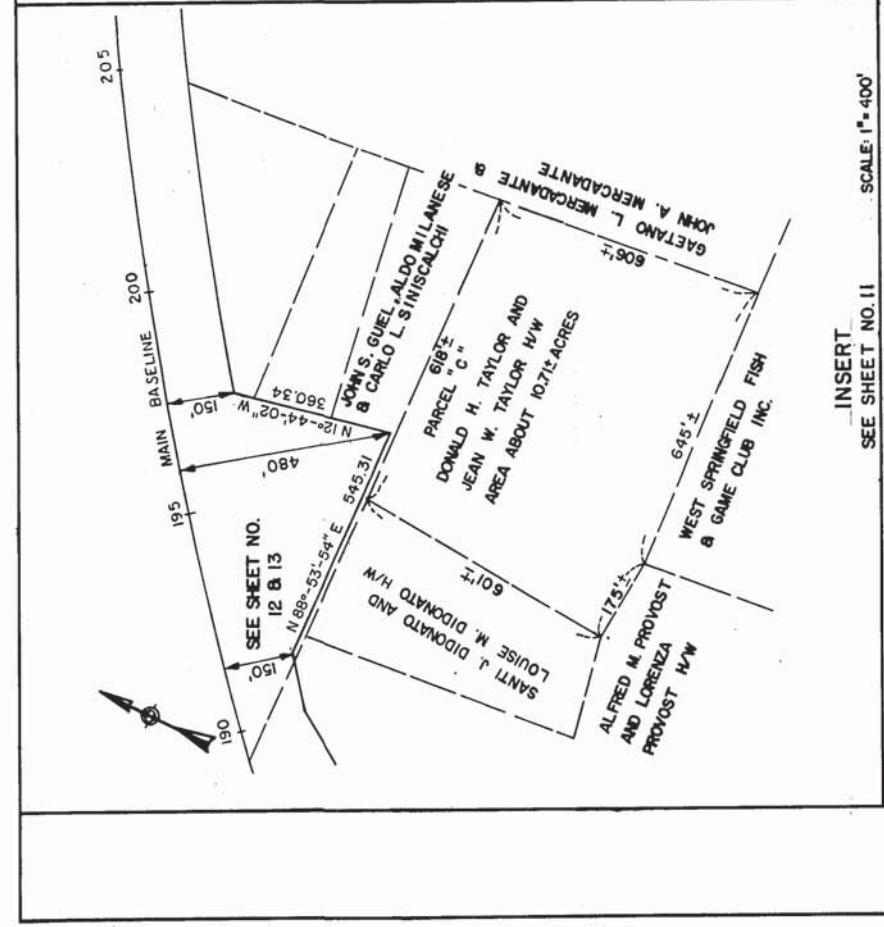 205
200
195
190
MAIN BASELINE
150'
480'
150'
N 12°-44'-02" W
360.34
SEE SHEET NO.
12 & 13
N 88°-53'-54" E 545.31
JOHN S. GUIEL, ALDO MILANESE
& CARLO L. SINISCALCHI
GAETANO L. MERCADANTE &
JOHN A. MERCADANTE
618'±
606'±
PARCEL "C"
DONALD H. TAYLOR AND
JEAN W. TAYLOR H/W
AREA ABOUT 10.71± ACRES
601'±
SANTI J. DIDONATO AND
LOUISE M. DIDONATO H/W
645'±
175'±
WEST SPRINGFIELD FISH
& GAME CLUB INC.
ALFRED M. PROVOST
AND LORENZA
PROVOST H/W
INSERT
SEE SHEET NO. 11
SCALE: 1"=400'